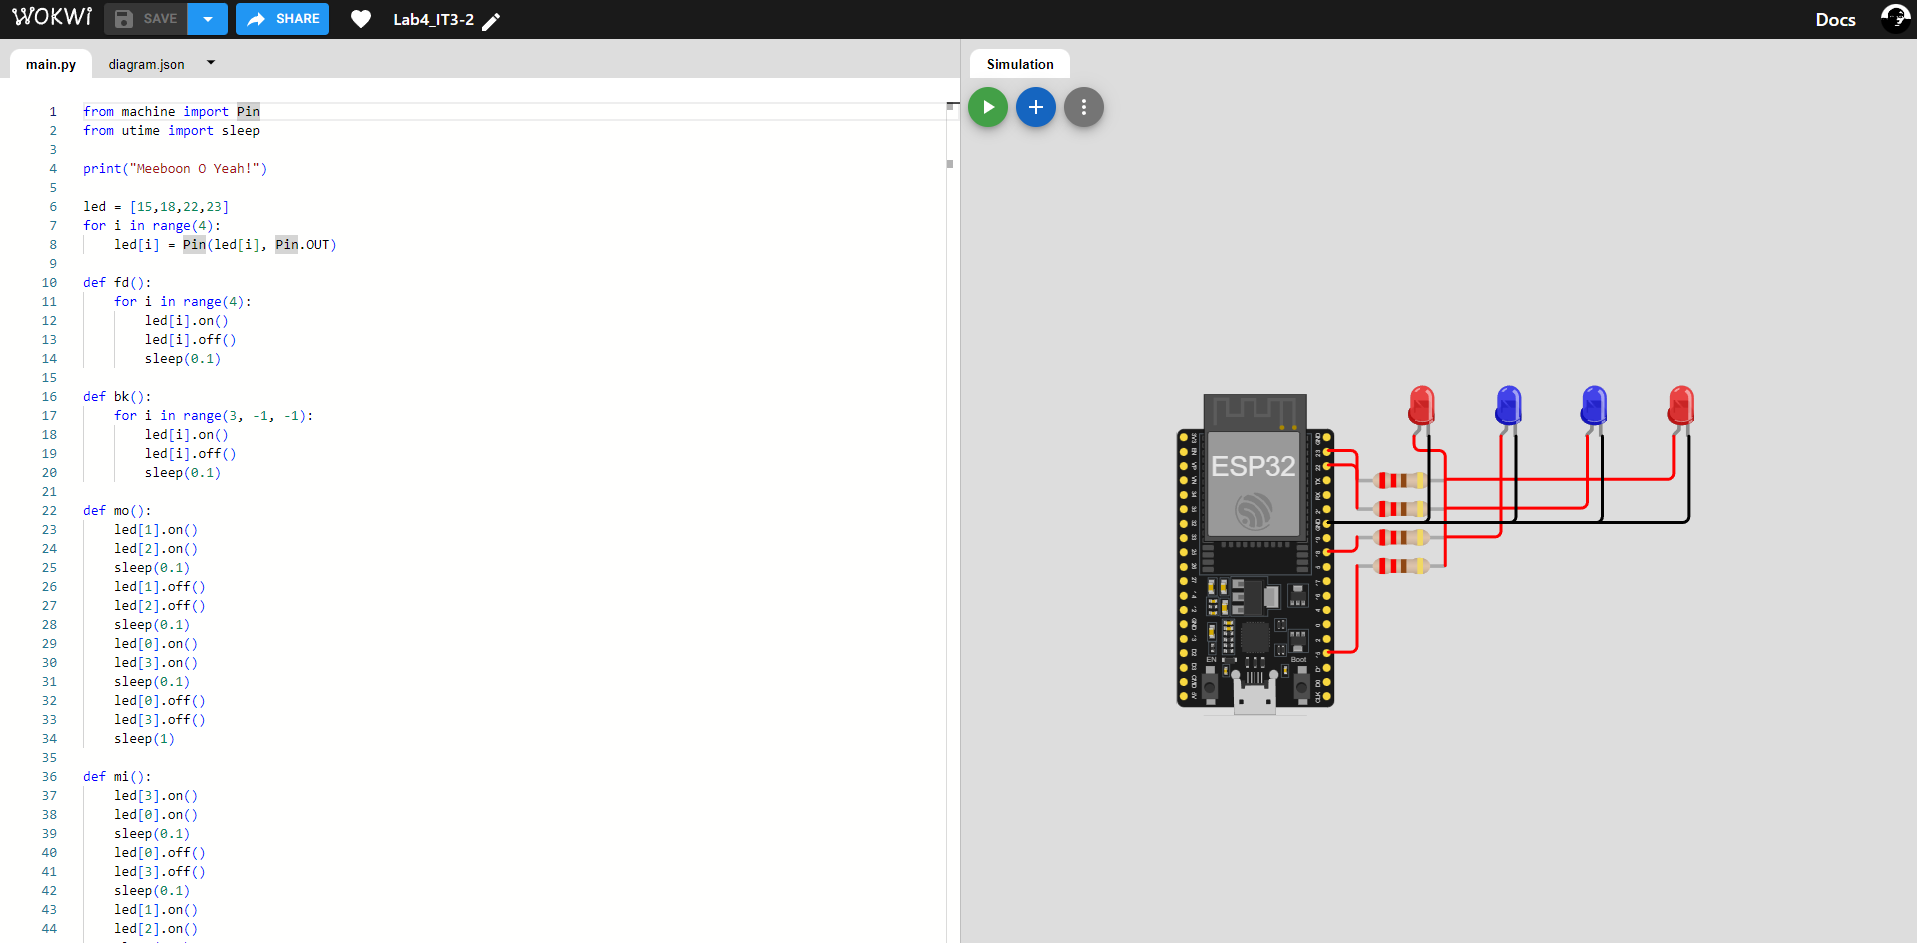 WOKWI SAVE SHARE Lab4_IT3-2 Docs
main.py diagram.json
Simulation
1 from machine import Pin
2 from utime import sleep
3
4 print("Meeboon O Yeah!")
5
6 led = [15,18,22,23]
7 for i in range(4):
8 led[i] = Pin(led[i], Pin.OUT)
9
10 def fd():
11 for i in range(4):
12 led[i].on()
13 led[i].off()
14 sleep(0.1)
15
16 def bk():
17 for i in range(3, -1, -1):
18 led[i].on()
19 led[i].off()
20 sleep(0.1)
21
22 def mo():
23 led[1].on()
24 led[2].on()
25 sleep(0.1)
26 led[1].off()
27 led[2].off()
28 sleep(0.1)
29 led[0].on()
30 led[3].on()
31 sleep(0.1)
32 led[0].off()
33 led[3].off()
34 sleep(1)
35
36 def mi():
37 led[3].on()
38 led[0].on()
39 sleep(0.1)
40 led[0].off()
41 led[3].off()
42 sleep(0.1)
43 led[1].on()
44 led[2].on()
ESP32
EN Boot